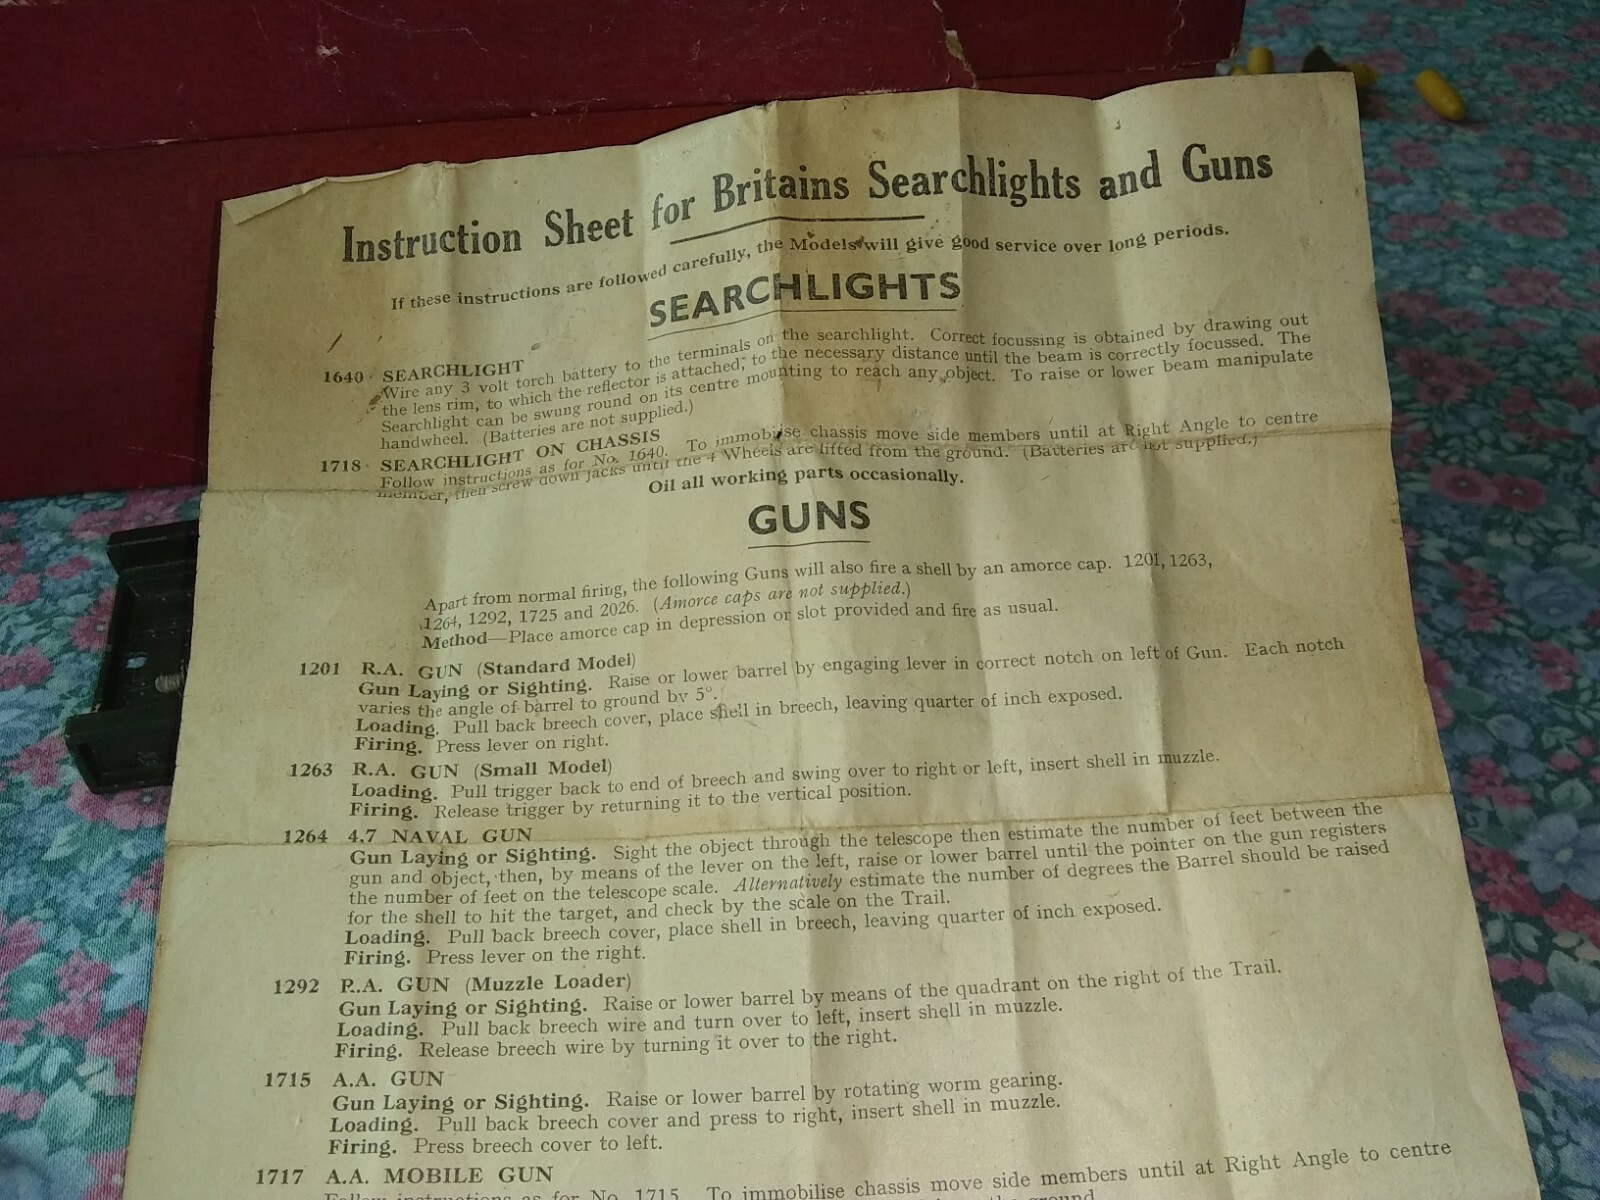 Instruction Sheet for Britains Searchlights and Guns
If these instructions are followed carefully, the Models will give good service over long periods.
SEARCHLIGHTS
1640 · SEARCHLIGHT
Wire any 3 volt torch battery to the terminals on the searchlight. Correct focussing is obtained by drawing out
the lens rim, to which the reflector is attached, to the necessary distance until the beam is correctly focussed. The
Searchlight can be swung round on its centre mounting to reach any object. To raise or lower beam manipulate
handwheel. (Batteries are not supplied.)
1718 · SEARCHLIGHT ON CHASSIS
Follow instructions as for No. 1640. To immobilise chassis move side members until at Right Angle to centre
member, then screw down jacks until the 4 Wheels are lifted from the ground. (Batteries are not supplied.)
Oil all working parts occasionally.
GUNS
Apart from normal firing, the following Guns will also fire a shell by an amorce cap. 1201, 1263,
1264, 1292, 1725 and 2026. (Amorce caps are not supplied.)
Method—Place amorce cap in depression or slot provided and fire as usual.
1201 R.A. GUN (Standard Model)
Gun Laying or Sighting. Raise or lower barrel by engaging lever in correct notch on left of Gun. Each notch
varies the angle of barrel to ground by 5°.
Loading. Pull back breech cover, place shell in breech, leaving quarter of inch exposed.
Firing. Press lever on right.
1263 R.A. GUN (Small Model)
Loading. Pull trigger back to end of breech and swing over to right or left, insert shell in muzzle.
Firing. Release trigger by returning it to the vertical position.
1264 4.7 NAVAL GUN
Gun Laying or Sighting. Sight the object through the telescope then estimate the number of feet between the
gun and object, then, by means of the lever on the left, raise or lower barrel until the pointer on the gun registers
the number of feet on the telescope scale. Alternatively estimate the number of degrees the Barrel should be raised
for the shell to hit the target, and check by the scale on the Trail.
Loading. Pull back breech cover, place shell in breech, leaving quarter of inch exposed.
Firing. Press lever on the right.
1292 R.A. GUN (Muzzle Loader)
Gun Laying or Sighting. Raise or lower barrel by means of the quadrant on the right of the Trail.
Loading. Pull back breech wire and turn over to left, insert shell in muzzle.
Firing. Release breech wire by turning it over to the right.
1715 A.A. GUN
Gun Laying or Sighting. Raise or lower barrel by rotating worm gearing.
Loading. Pull back breech cover and press to right, insert shell in muzzle.
Firing. Press breech cover to left.
1717 A.A. MOBILE GUN
Follow instructions as for No. 1715. To immobilise chassis move side members until at Right Angle to centre
the ground.